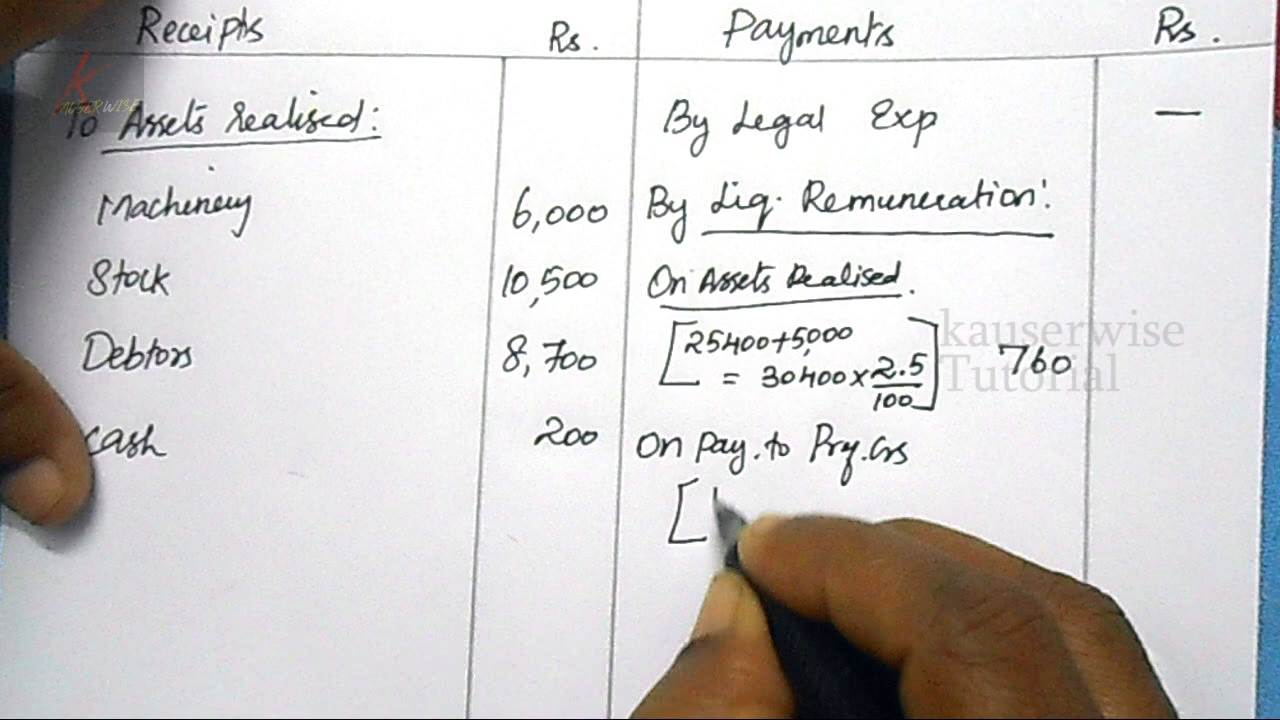 Receipts Rs. Payments Rs.
To Assets realised: By Legal Exp —
Machinery 6,000 By Liq. Remuneration:
Stock 10,500 On Assets Realised.
Debtors 8,700 [25400+5,000
= 30400 × 2.5/100] 760
Cash 200 On Pay. to Pry. Crs
[
K
KAUSERWISE
kauserwise
Tutorial